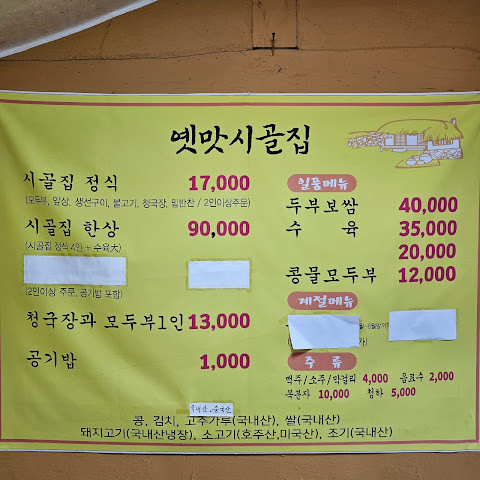 옛맛시골집
시골집 정식 17,000
(모두부, 앞상, 생선구이, 불고기, 청국장, 밑반찬 / 2인이상주문)
시골집 한상 90,000
(시골집 정식 4인 + 수육大)
(2인이상 주문, 공기밥 포함)
청국장과 모두부1인 13,000
공기밥 1,000
일품메뉴
두부보쌈 40,000
수육 35,000
20,000
콩물모두부 12,000
계절메뉴
주류
맥주/소주/막걸리 4,000 음료수 2,000
복분자 10,000 청하 5,000
콩, 김치, 고추가루(국내산), 쌀(국내산)
돼지고기(국내산냉장), 소고기(호주산,미국산), 조기(국내산)